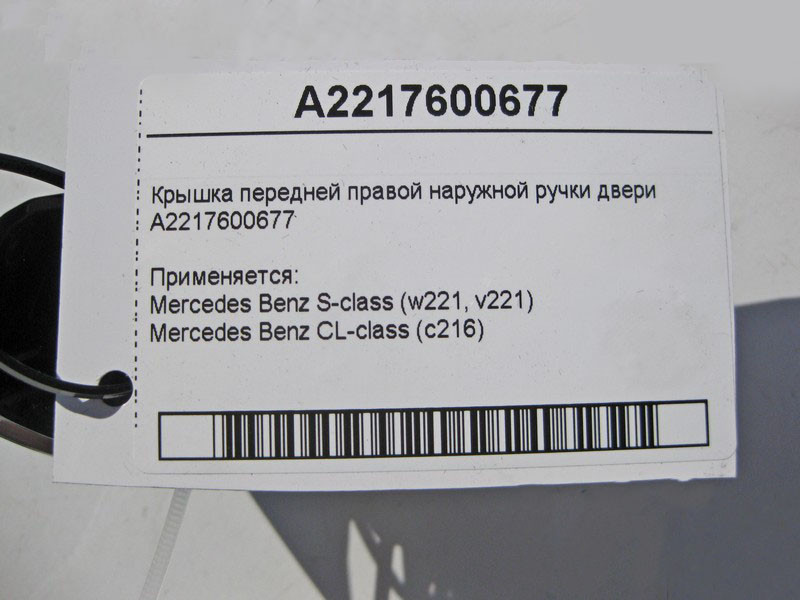 A2217600677
Крышка передней правой наружной ручки двери
A2217600677
Применяется:
Mercedes Benz S-class (w221, v221)
Mercedes Benz CL-class (c216)